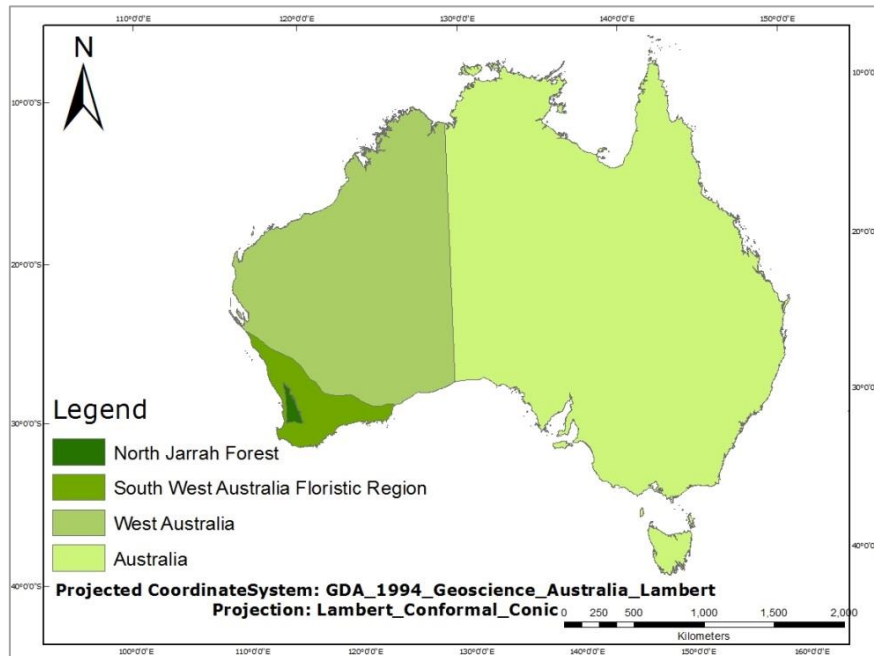 110°0'0"E 120°0'0"E 130°0'0"E 140°0'0"E 150°0'0"E
N
10°0'0"S 10°0'0"S
20°0'0"S 20°0'0"S
30°0'0"S 30°0'0"S
40°0'0"S 40°0'0"S
Legend
North Jarrah Forest
South West Australia Floristic Region
West Australia
Australia
Projected CoordinateSystem: GDA_1994_Geoscience_Australia_Lambert
Projection: Lambert_Conformal_Conic
0 250 500 1,000 1,500 2,000
Kilometers
100°0'0"E 110°0'0"E 120°0'0"E 130°0'0"E 140°0'0"E 150°0'0"E 160°0'0"E